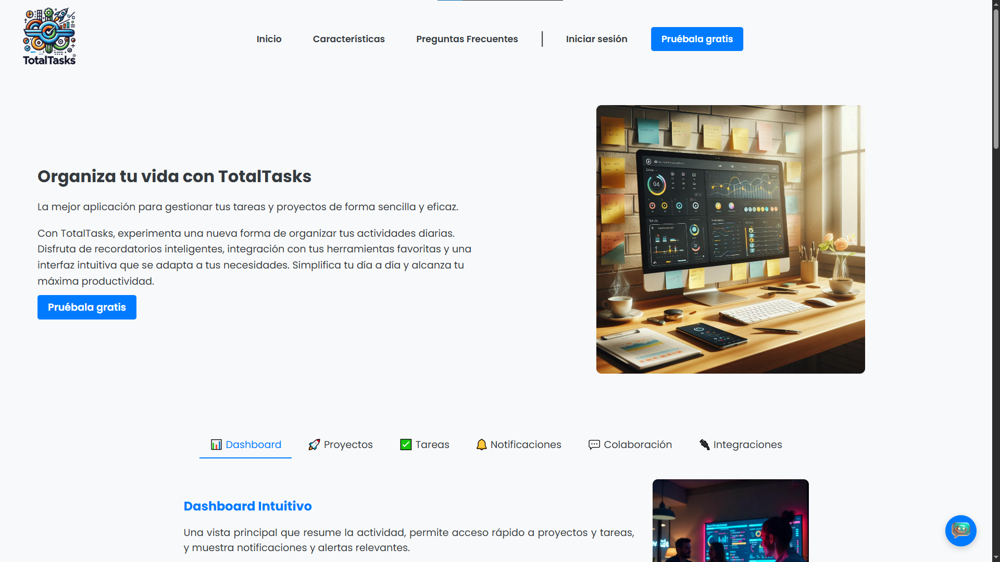 TotalTasks
Inicio
Características
Preguntas Frecuentes
Iniciar sesión
Pruébala gratis
Organiza tu vida con TotalTasks
La mejor aplicación para gestionar tus tareas y proyectos de forma sencilla y eficaz.
Con TotalTasks, experimenta una nueva forma de organizar tus actividades diarias.
Disfruta de recordatorios inteligentes, integración con tus herramientas favoritas y una
interfaz intuitiva que se adapta a tus necesidades. Simplifica tu día a día y alcanza tu
máxima productividad.
Pruébala gratis
04
Dashboard
Proyectos
Tareas
Notificaciones
Colaboración
Integraciones
Dashboard Intuitivo
Una vista principal que resume la actividad, permite acceso rápido a proyectos y tareas,
y muestra notificaciones y alertas relevantes.